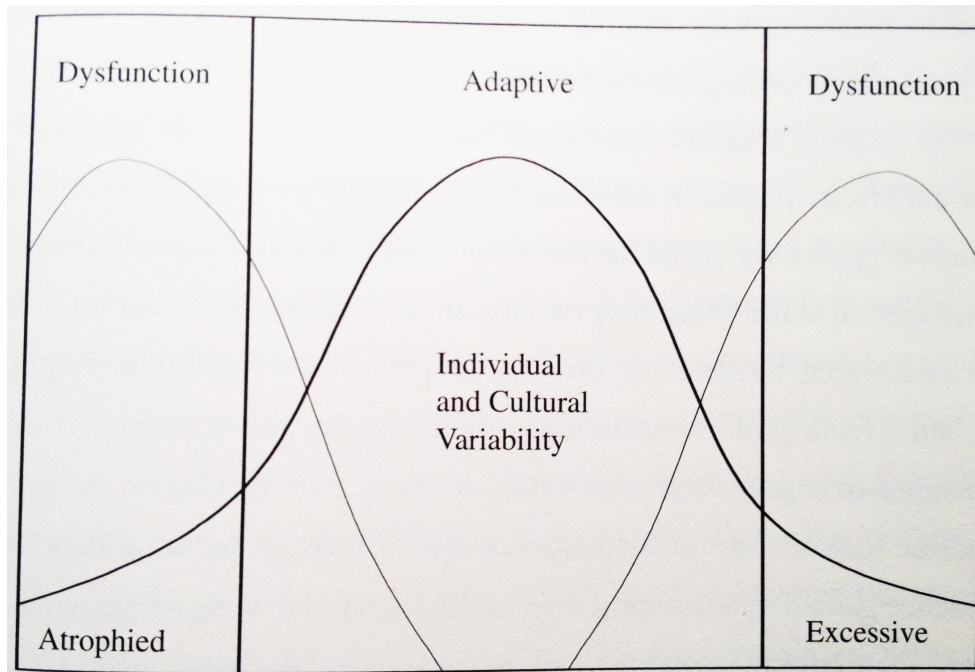 Dysfunction
Adaptive
Dysfunction
Individual
and Cultural
Variability
Atrophied
Excessive